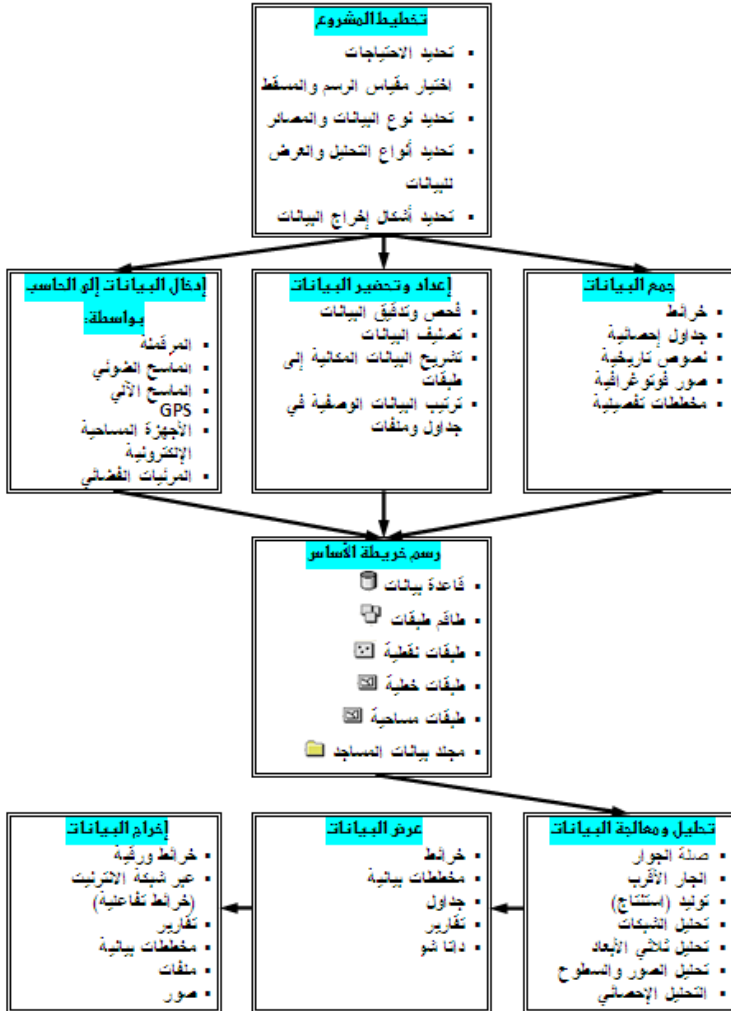 تخطيط المشروع
▪ تحديد الاحتياجات
▪ اختيار مقياس الرسم والمسقط
▪ تحديد نوع البيانات والمصادر
▪ تحديد أنواع التحليل والعرض
للبيانات
▪ تحديد أشكال إخراج البيانات
جمع البيانات
▪ خرائط
▪ جداول إحصائية
▪ نصوص تاريخية
▪ صور فوتوغرافية
▪ مخططات تفصيلية
إعداد وتحضير البيانات
▪ فحص وتدقيق البيانات
▪ تصنيف البيانات
▪ تشريح البيانات المكانية إلى
طبقات
▪ ترتيب البيانات الوصفية في
جداول وملفات
إدخال البيانات إلى الحاسب
بواسطة:
▪ المرقمنة
▪ الماسح الضوئي
▪ الماسح الآلي
▪ GPS
▪ الأجهزة المساحية
الإلكترونية
▪ المرئيات الفضائي
رسم خريطة الأساس
▪ قاعدة بيانات
▪ طاقم طبقات
▪ طبقات نقطية
▪ طبقات خطية
▪ طبقات مساحية
▪ مجلد بيانات المساجد
تحليل ومعالجة البيانات
▪ صلة الجوار
▪ الجار الأقرب
▪ توليد (استنتاج)
▪ تحليل الشبكات
▪ تحليل ثلاثي الأبعاد
▪ تحليل الصور والسطوح
▪ التحليل الإحصائي
عرض البيانات
▪ خرائط
▪ مخططات بيانية
▪ جداول
▪ تقارير
▪ داتا شو
إخراج البيانات
▪ خرائط ورقية
▪ عبر شبكة الانترنيت
(خرائط تفاعلية)
▪ تقارير
▪ مخططات بيانية
▪ ملفات
▪ صور